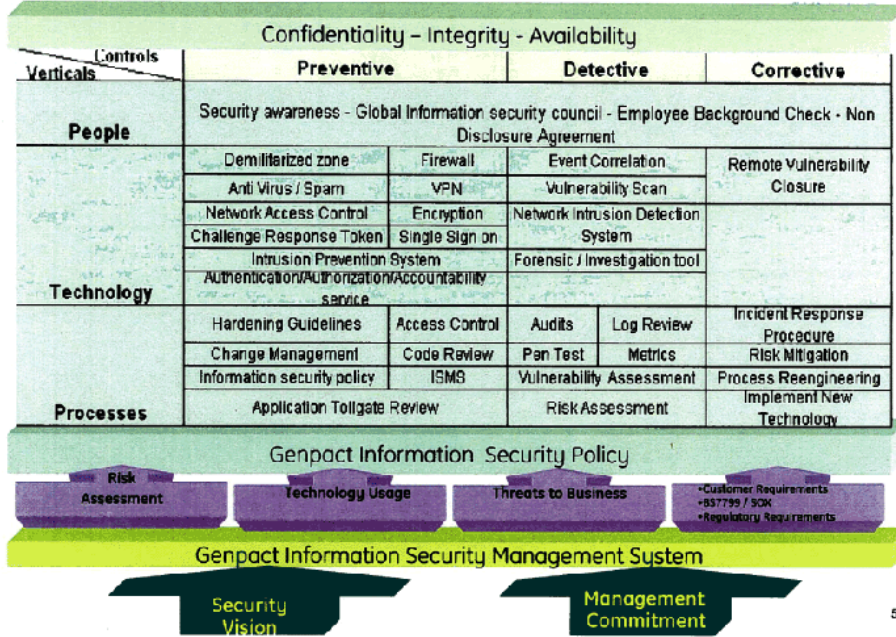 Confidentiality – Integrity - Availability
Controls
Verticals
Preventive
Detective
Corrective
People
Security awareness - Global Information security council - Employee Background Check - Non
Disclosure Agreement
Technology
Demilitarized zone
Firewall
Event Correlation
Remote Vulnerability
Closure
Anti Virus / Spam
VPN
Vulnerability Scan
Network Access Control
Encryption
Network Intrusion Detection
System
Challenge Response Token
Single Sign on
Intrusion Prevention System
Forensic / Investigation tool
Authentication/Authorization/Accountability
service
Processes
Hardening Guidelines
Access Control
Audits
Log Review
Incident Response
Procedure
Change Management
Code Review
Pen Test
Metrics
Risk Mitigation
Information security policy
ISMS
Vulnerability Assessment
Process Reengineering
Application Tollgate Review
Risk Assessment
Implement New
Technology
Genpact Information Security Policy
Risk
Assessment
Technology Usage
Threats to Business
•Customer Requirements
•BS7799 / SOX
•Regulatory Requirements
Genpact Information Security Management System
Security
Vision
Management
Commitment
5